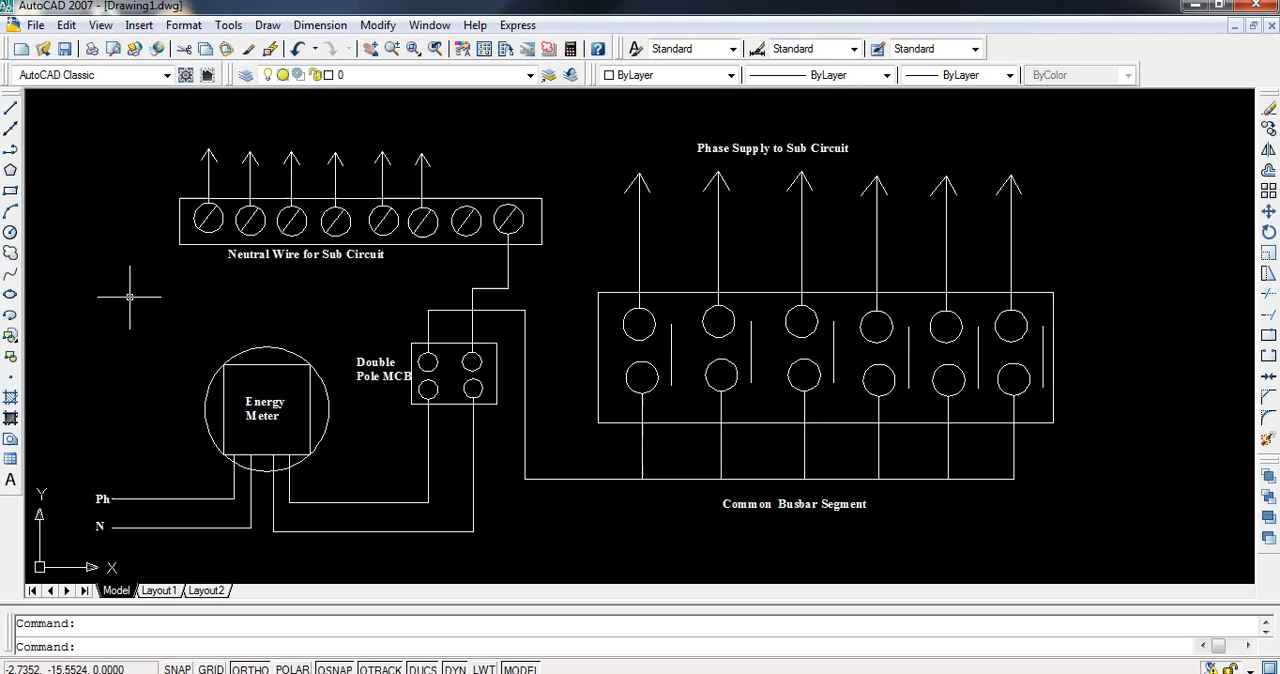 AutoCAD 2007 - [Drawing1.dwg]
File Edit View Insert Format Tools Draw Dimension Modify Window Help Express
Standard Standard Standard
AutoCAD Classic 0 ByLayer ByLayer ByLayer ByColor
Phase Supply to Sub Circuit
Neutral Wire for Sub Circuit
Double
Pole MCB
Energy
Meter
Ph
N
Common Busbar Segment
Y
X
Model Layout1 Layout2
Command:
Command:
-2.7352, -15.5524, 0.0000 SNAP GRID ORTHO POLAR OSNAP OTRACK DUCS DYN LWT MODEL